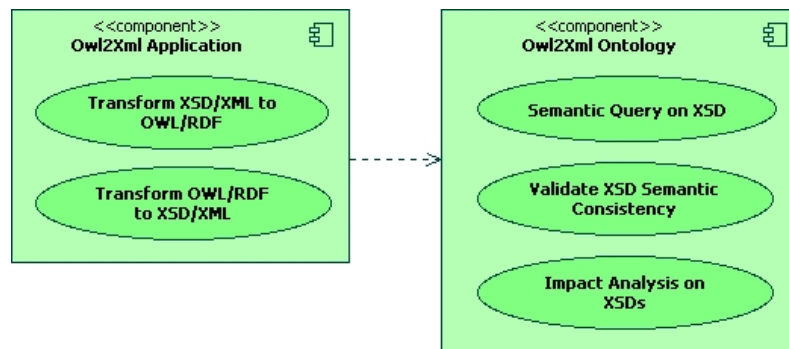 <<component>>
Owl2Xml Application
Transform XSD/XML to
OWL/RDF
Transform OWL/RDF
to XSD/XML
<<component>>
Owl2Xml Ontology
Semantic Query on XSD
Validate XSD Semantic
Consistency
Impact Analysis on
XSDs